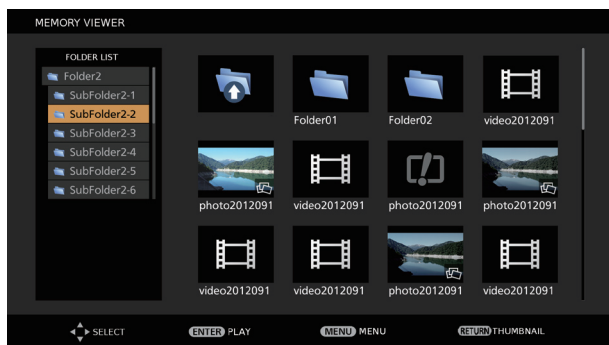 MEMORY VIEWER
FOLDER LIST
Folder2
SubFolder2-1
SubFolder2-2
SubFolder2-3
SubFolder2-4
SubFolder2-5
SubFolder2-6
Folder01 Folder02 video2012091
photo2012091 video2012091 photo2012091 photo2012091
video2012091 video2012091 photo2012091 video2012091
SELECT ENTER PLAY MENU MENU RETURN THUMBNAIL